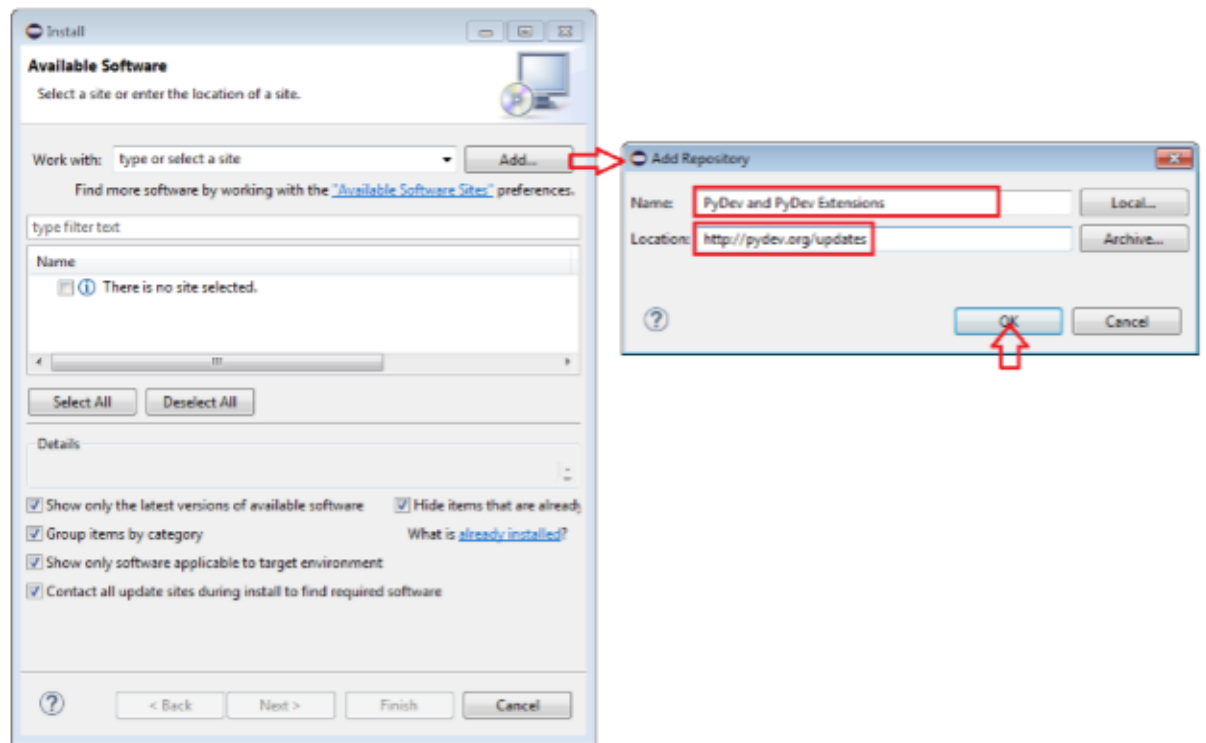 Install
Available Software
Select a site or enter the location of a site.
Work with: type or select a site Add...
Find more software by working with the "Available Software Sites" preferences.
type filter text
Name
There is no site selected.
Select All Deselect All
Details
Show only the latest versions of available software Hide items that are already
Group items by category What is already installed?
Show only software applicable to target environment
Contact all update sites during install to find required software
< Back Next > Finish Cancel
Add Repository
Name: PyDev and PyDev Extensions Local...
Location: http://pydev.org/updates Archive...
OK Cancel